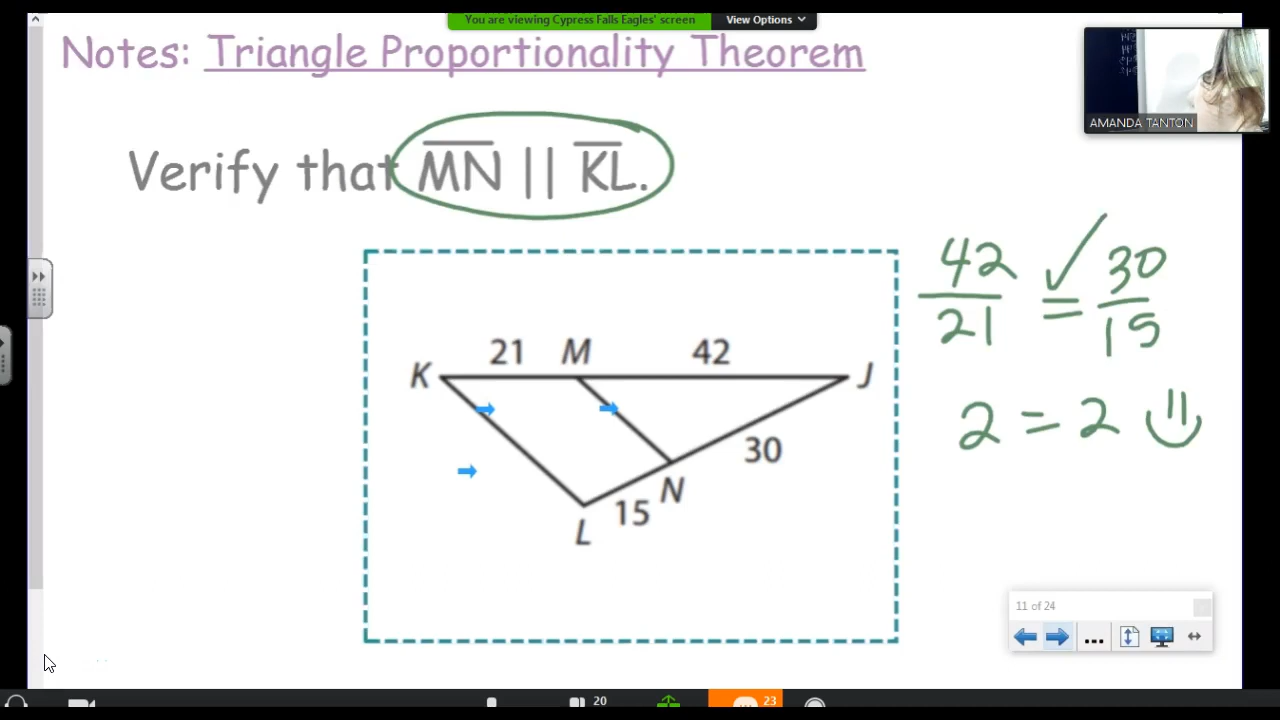 You are viewing Cypress Falls Eagles' screen
View Options
Notes: Triangle Proportionality Theorem
AMANDA TANTON
Verify that MN || KL.
42 ✓ 30
21 = 15
2 = 2
K 21 M 42 J
30
N
15
L
11 of 24
...
20
23